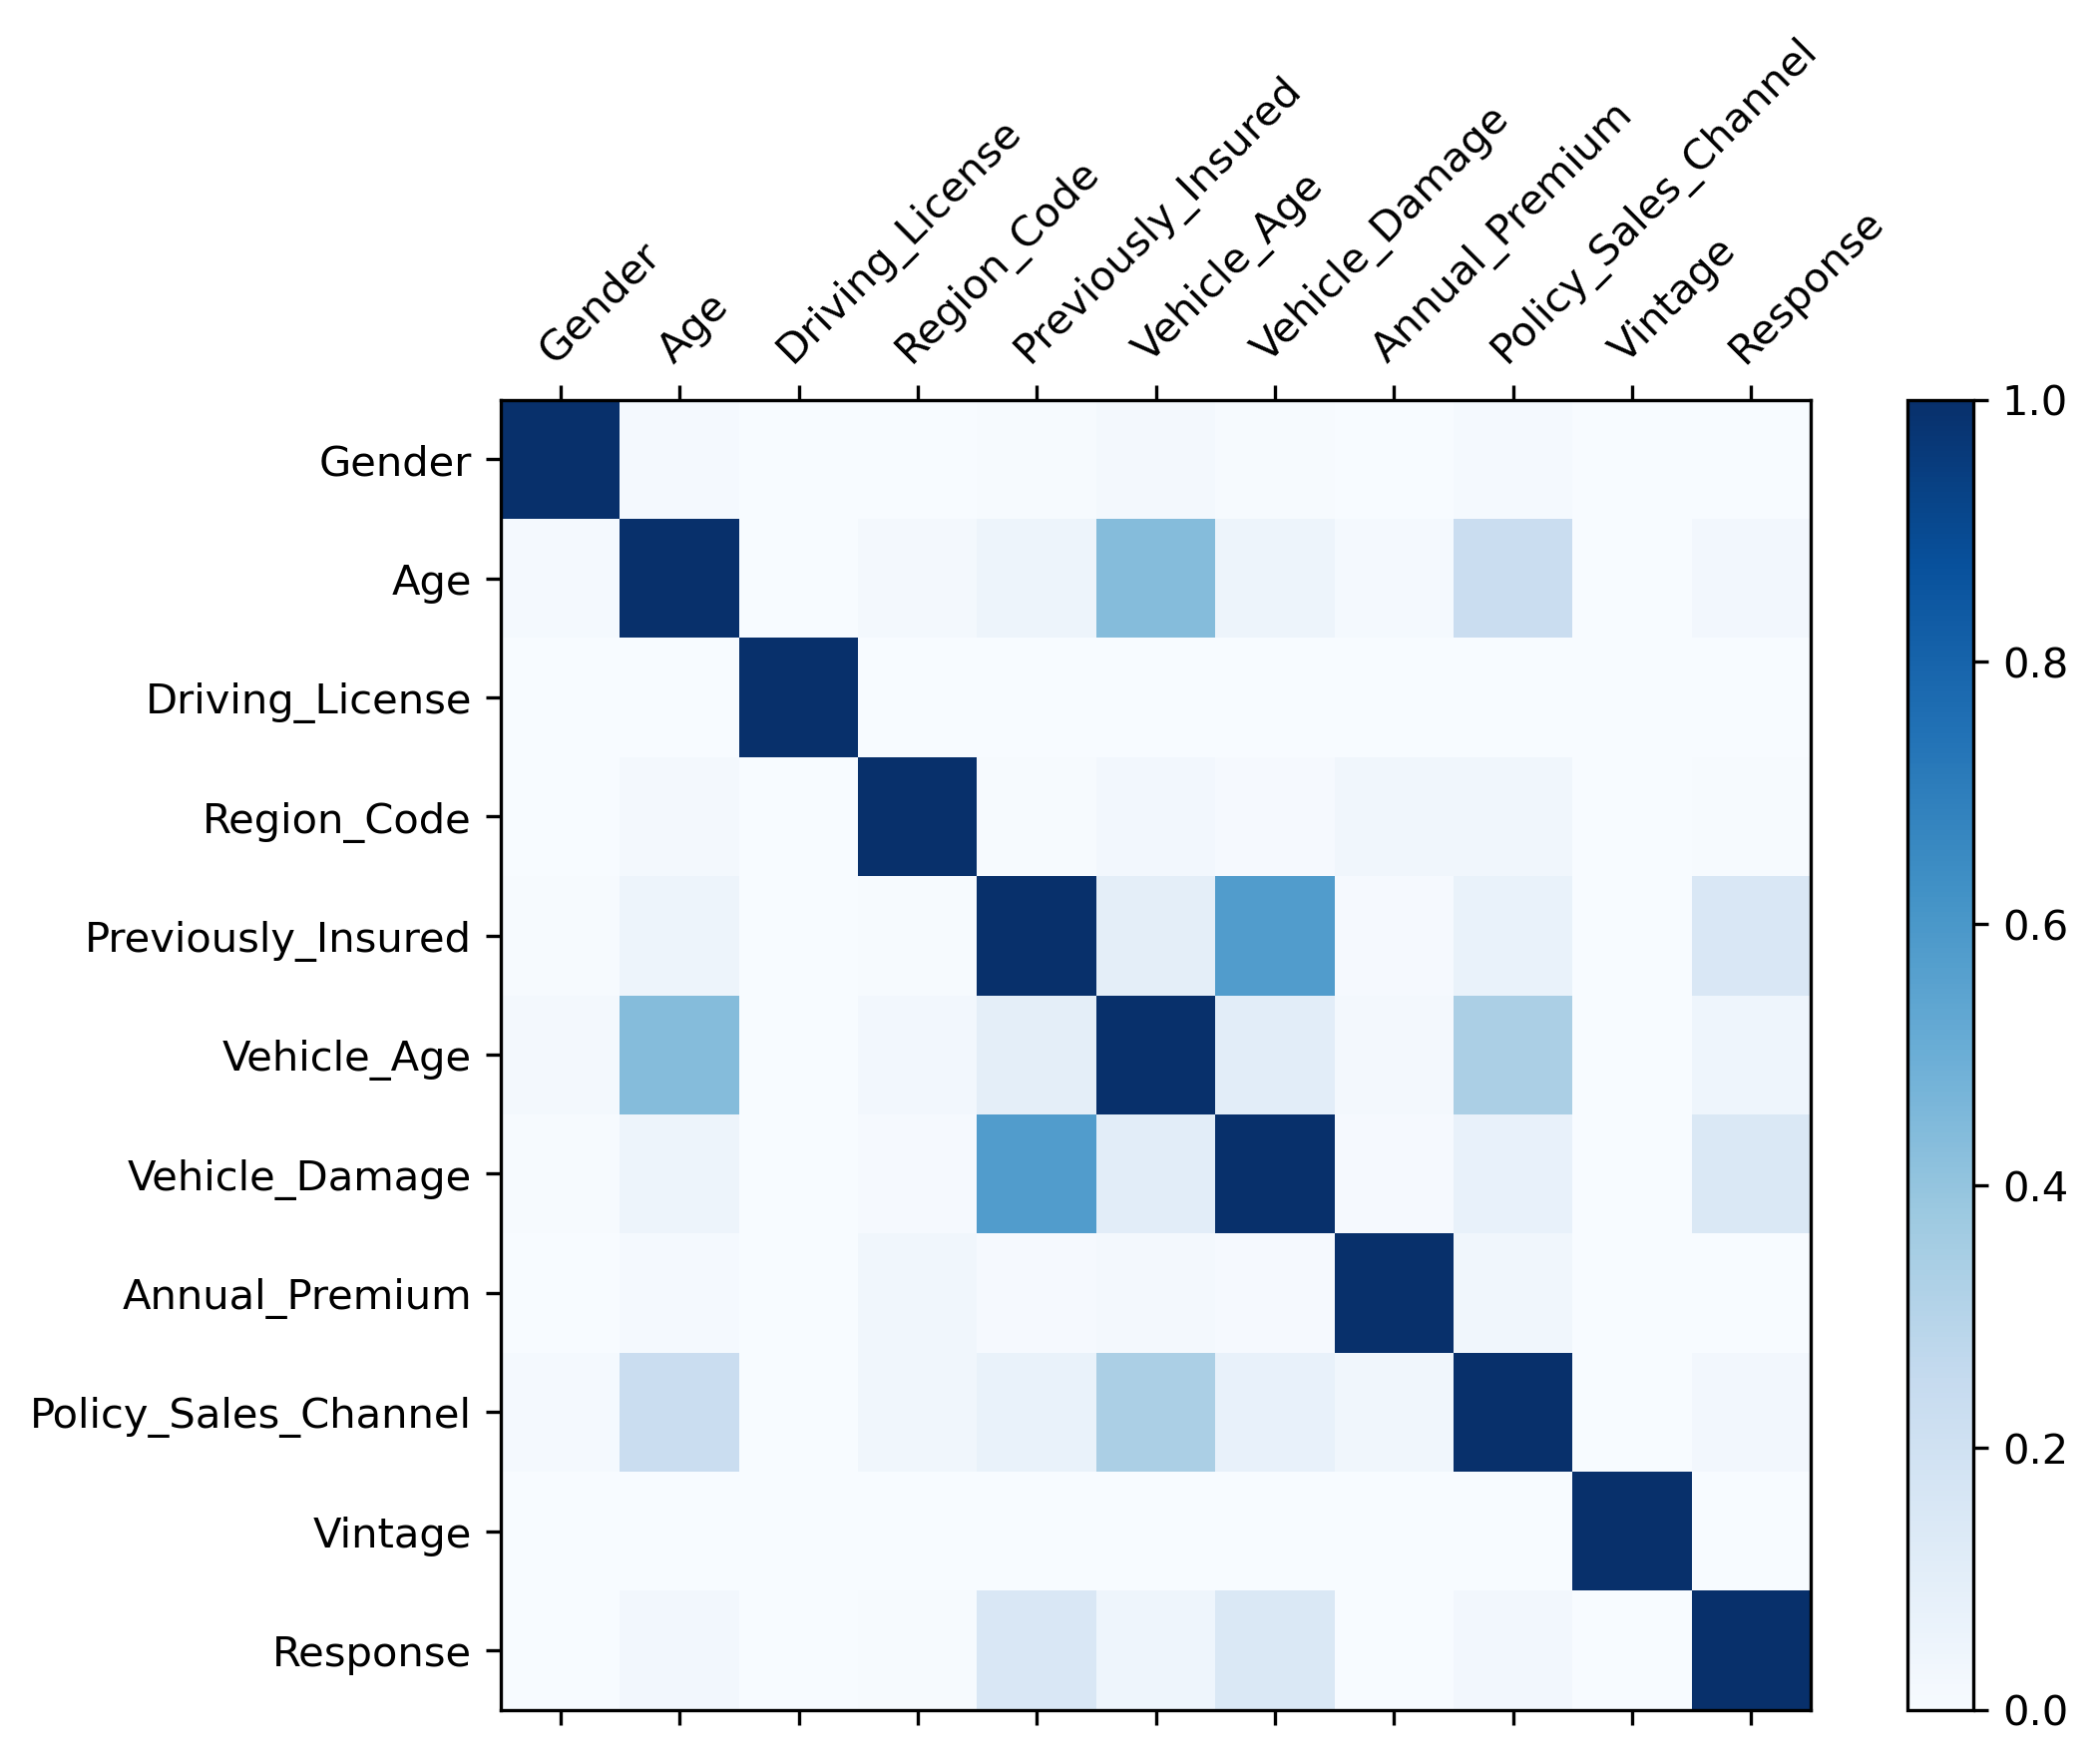 Gender
Age
Driving_License
Region_Code
Previously_Insured
Vehicle_Age
Vehicle_Damage
Annual_Premium
Policy_Sales_Channel
Vintage
Response
Gender
Age
Driving_License
Region_Code
Previously_Insured
Vehicle_Age
Vehicle_Damage
Annual_Premium
Policy_Sales_Channel
Vintage
Response
1.0
0.8
0.6
0.4
0.2
0.0